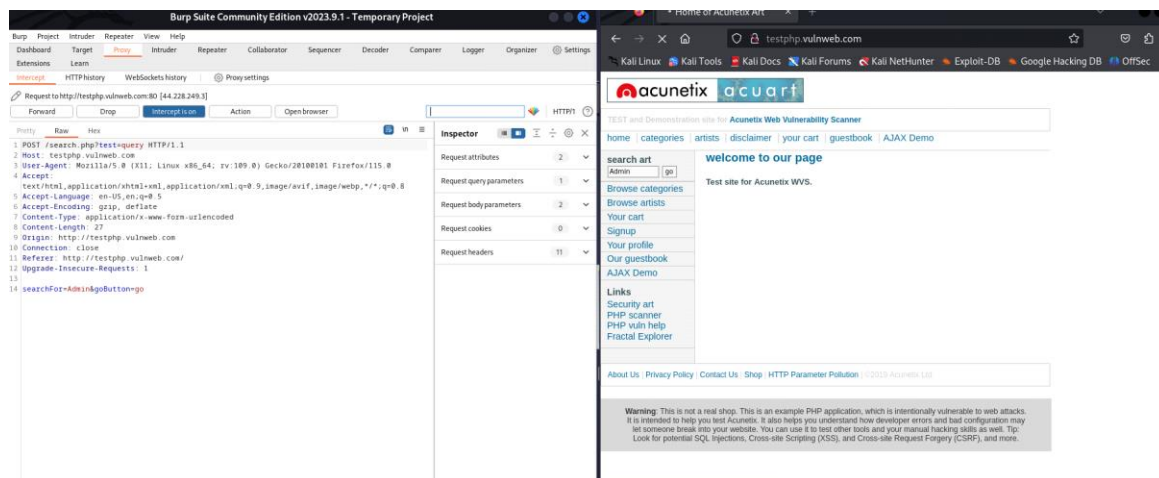 Burp Suite Community Edition v2023.9.1 - Temporary Project
Burp Project Intruder Repeater View Help
Dashboard Target Proxy Intruder Repeater Collaborator Sequencer Decoder Comparer Logger Organizer Settings
Extensions Learn
Intercept HTTP history WebSockets history Proxy settings
Request to http://testphp.vulnweb.com:80 [44.228.249.3]
Forward Drop Intercept is on Action Open browser HTTP/1
Pretty Raw Hex
1 POST /search.php?test=query HTTP/1.1
2 Host: testphp.vulnweb.com
3 User-Agent: Mozilla/5.0 (X11; Linux x86_64; rv:109.0) Gecko/20100101 Firefox/115.0
4 Accept:
text/html,application/xhtml+xml,application/xml;q=0.9,image/avif,image/webp,*/*;q=0.8
5 Accept-Language: en-US,en;q=0.5
6 Accept-Encoding: gzip, deflate
7 Content-Type: application/x-www-form-urlencoded
8 Content-Length: 27
9 Origin: http://testphp.vulnweb.com
10 Connection: close
11 Referer: http://testphp.vulnweb.com/
12 Upgrade-Insecure-Requests: 1
13
14 searchFor=Admin&goButton=go
Inspector
Request attributes 2
Request query parameters 1
Request body parameters 2
Request cookies 0
Request headers 11
Home of Acunetix Art
testphp.vulnweb.com
Kali Linux Kali Tools Kali Docs Kali Forums Kali NetHunter Exploit-DB Google Hacking DB OffSec
acunetix acuart
TEST and Demonstration site for Acunetix Web Vulnerability Scanner
home categories artists disclaimer your cart guestbook AJAX Demo
search art
Admin go
Browse categories
Browse artists
Your cart
Signup
Your profile
Our guestbook
AJAX Demo
Links
Security art
PHP scanner
PHP vuln help
Fractal Explorer
welcome to our page
Test site for Acunetix WVS.
About Us Privacy Policy Contact Us Shop HTTP Parameter Pollution ©2019 Acunetix Ltd
Warning: This is not a real shop. This is an example PHP application, which is intentionally vulnerable to web attacks.
It is intended to help you test Acunetix. It also helps you understand how developer errors and bad configuration may
let someone break into your website. You can use it to test other tools and your manual hacking skills as well. Tip:
Look for potential SQL Injections, Cross-site Scripting (XSS), and Cross-site Request Forgery (CSRF), and more.